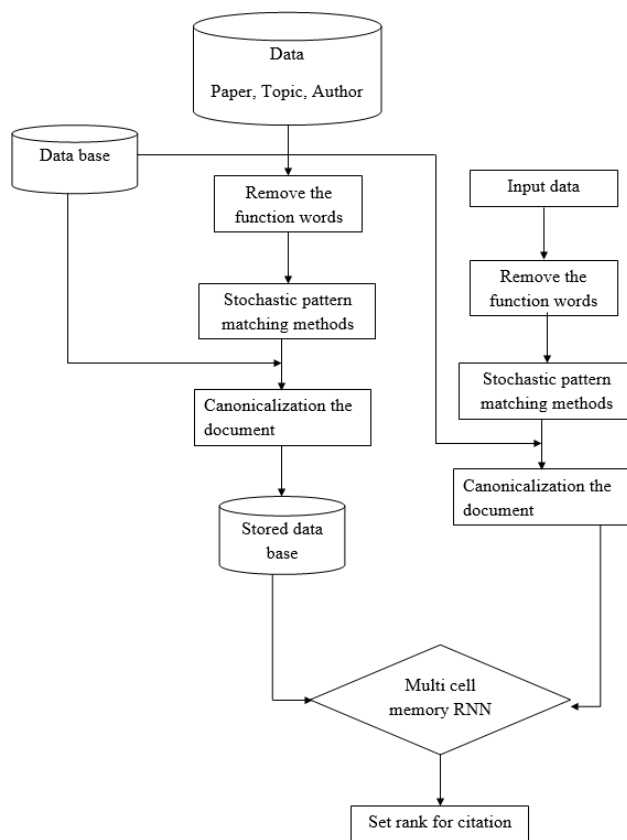 Data
Paper, Topic, Author
Data base
Remove the
function words
Stochastic pattern
matching methods
Canonicalization the
document
Stored data
base
Input data
Remove the
function words
Stochastic pattern
matching methods
Canonicalization the
document
Multi cell
memory RNN
Set rank for citation